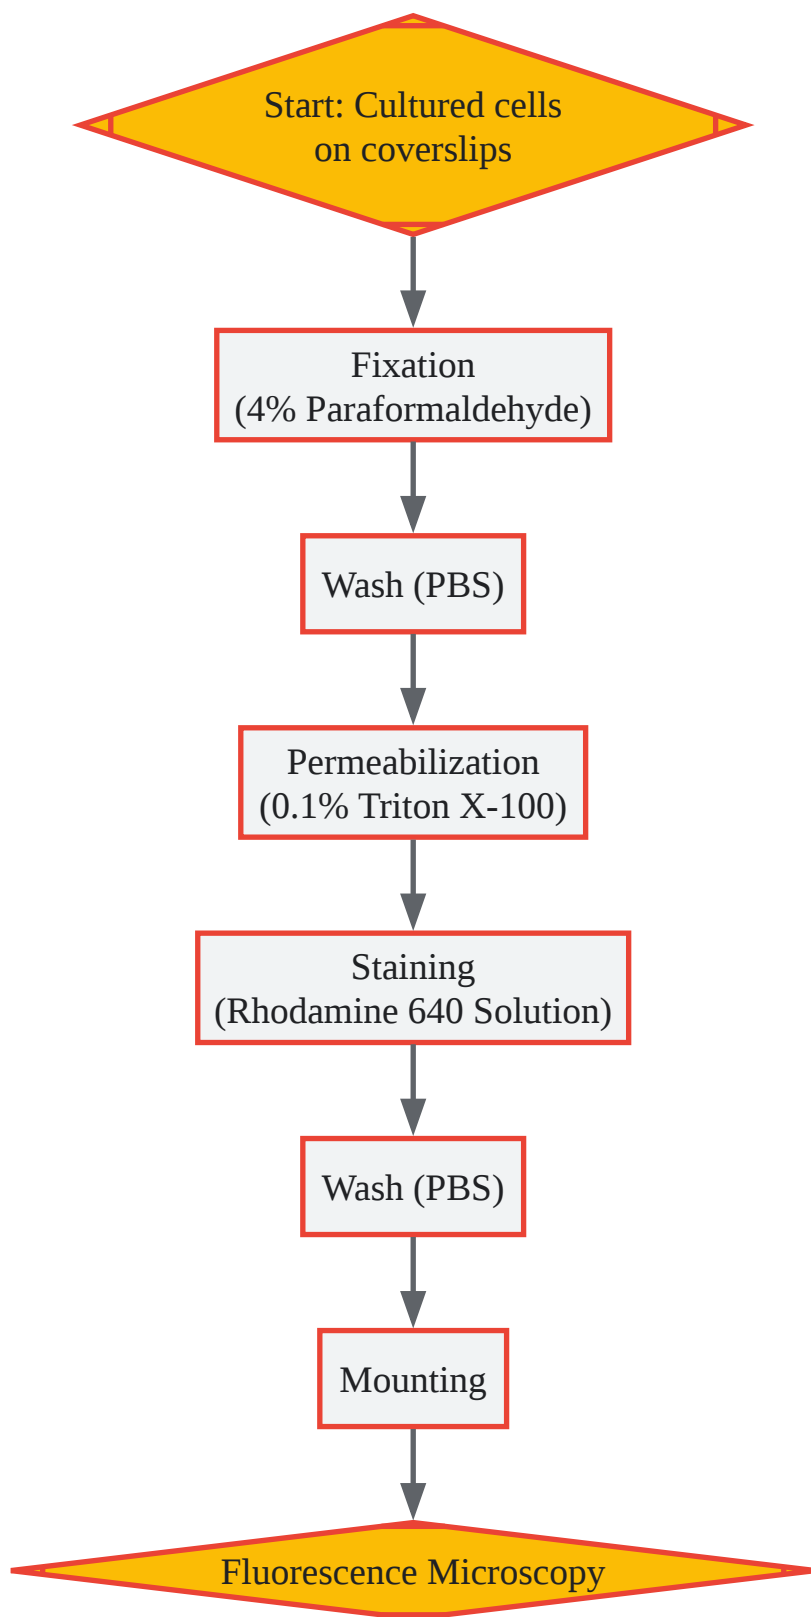 Start: Cultured cells
on coverslips
Fixation
(4% Paraformaldehyde)
Wash (PBS)
Permeabilization
(0.1% Triton X-100)
Staining
(Rhodamine 640 Solution)
Wash (PBS)
Mounting
Fluorescence Microscopy